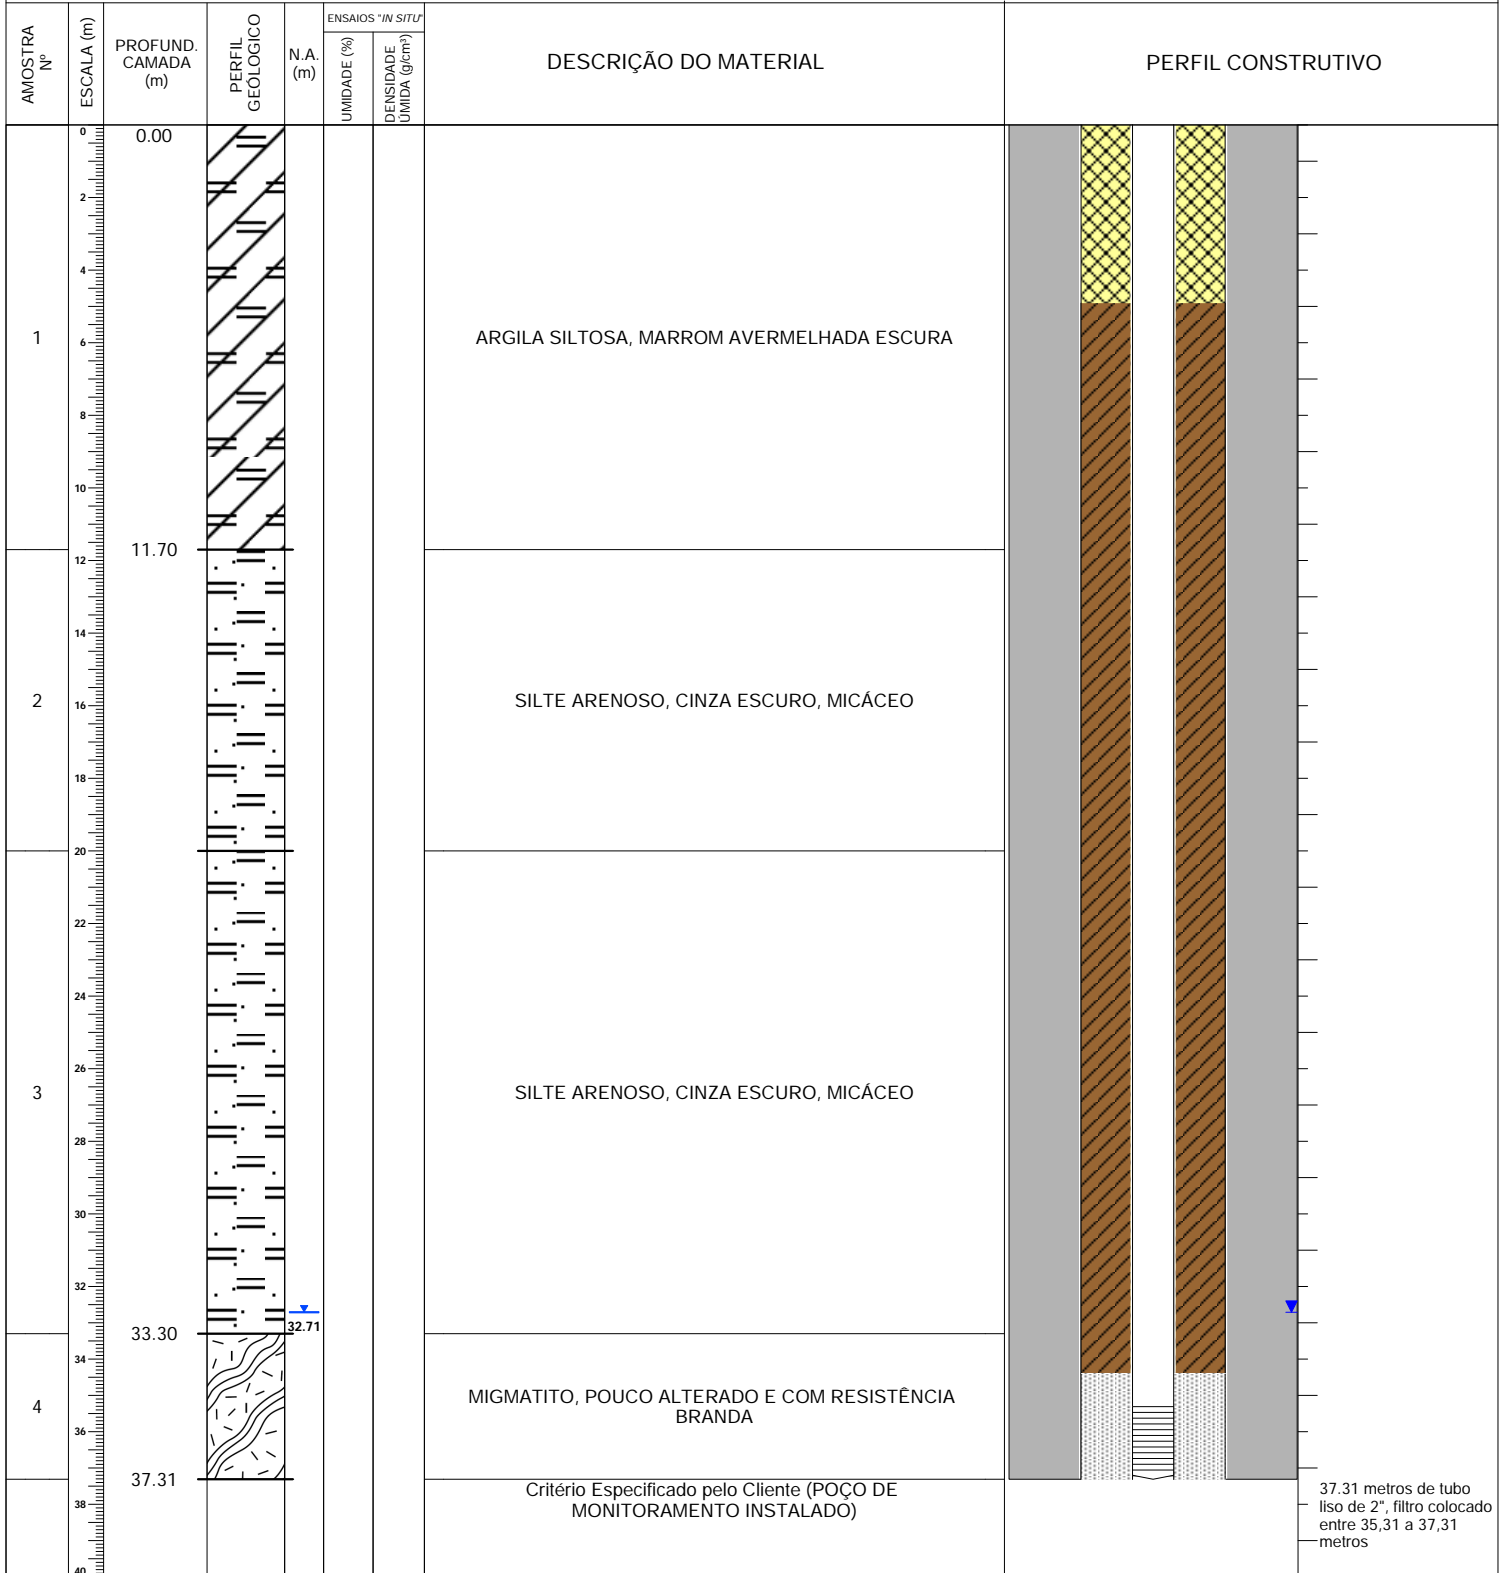 AMOSTRA
Nº
ESCALA (m)
PROFUND.
CAMADA
(m)
PERFIL
GEÓLOGICO
N.A.
(m)
ENSAIOS "IN SITU"
UMIDADE (%)
DENSIDADE
ÚMIDA (g/cm³)
DESCRIÇÃO DO MATERIAL
PERFIL CONSTRUTIVO
0
0.00
2
4
1
6
ARGILA SILTOSA, MARROM AVERMELHADA ESCURA
8
10
11.70
12
14
2
16
SILTE ARENOSO, CINZA ESCURO, MICÁCEO
18
20
22
24
26
3
SILTE ARENOSO, CINZA ESCURO, MICÁCEO
28
30
32
32.71
33.30
34
4
MIGMATITO, POUCO ALTERADO E COM RESISTÊNCIA
BRANDA
36
37.31
Critério Especificado pelo Cliente (POÇO DE
MONITORAMENTO INSTALADO)
38
37.31 metros de tubo
liso de 2", filtro colocado
entre 35,31 a 37,31
metros
40